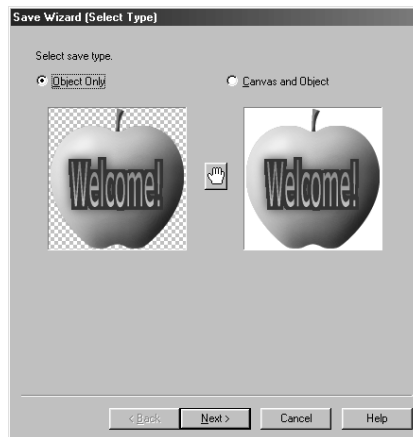 Save Wizard (Select Type)
Select save type.
Object Only
Canvas and Object
Welcome!
Welcome!
< Back
Next >
Cancel
Help